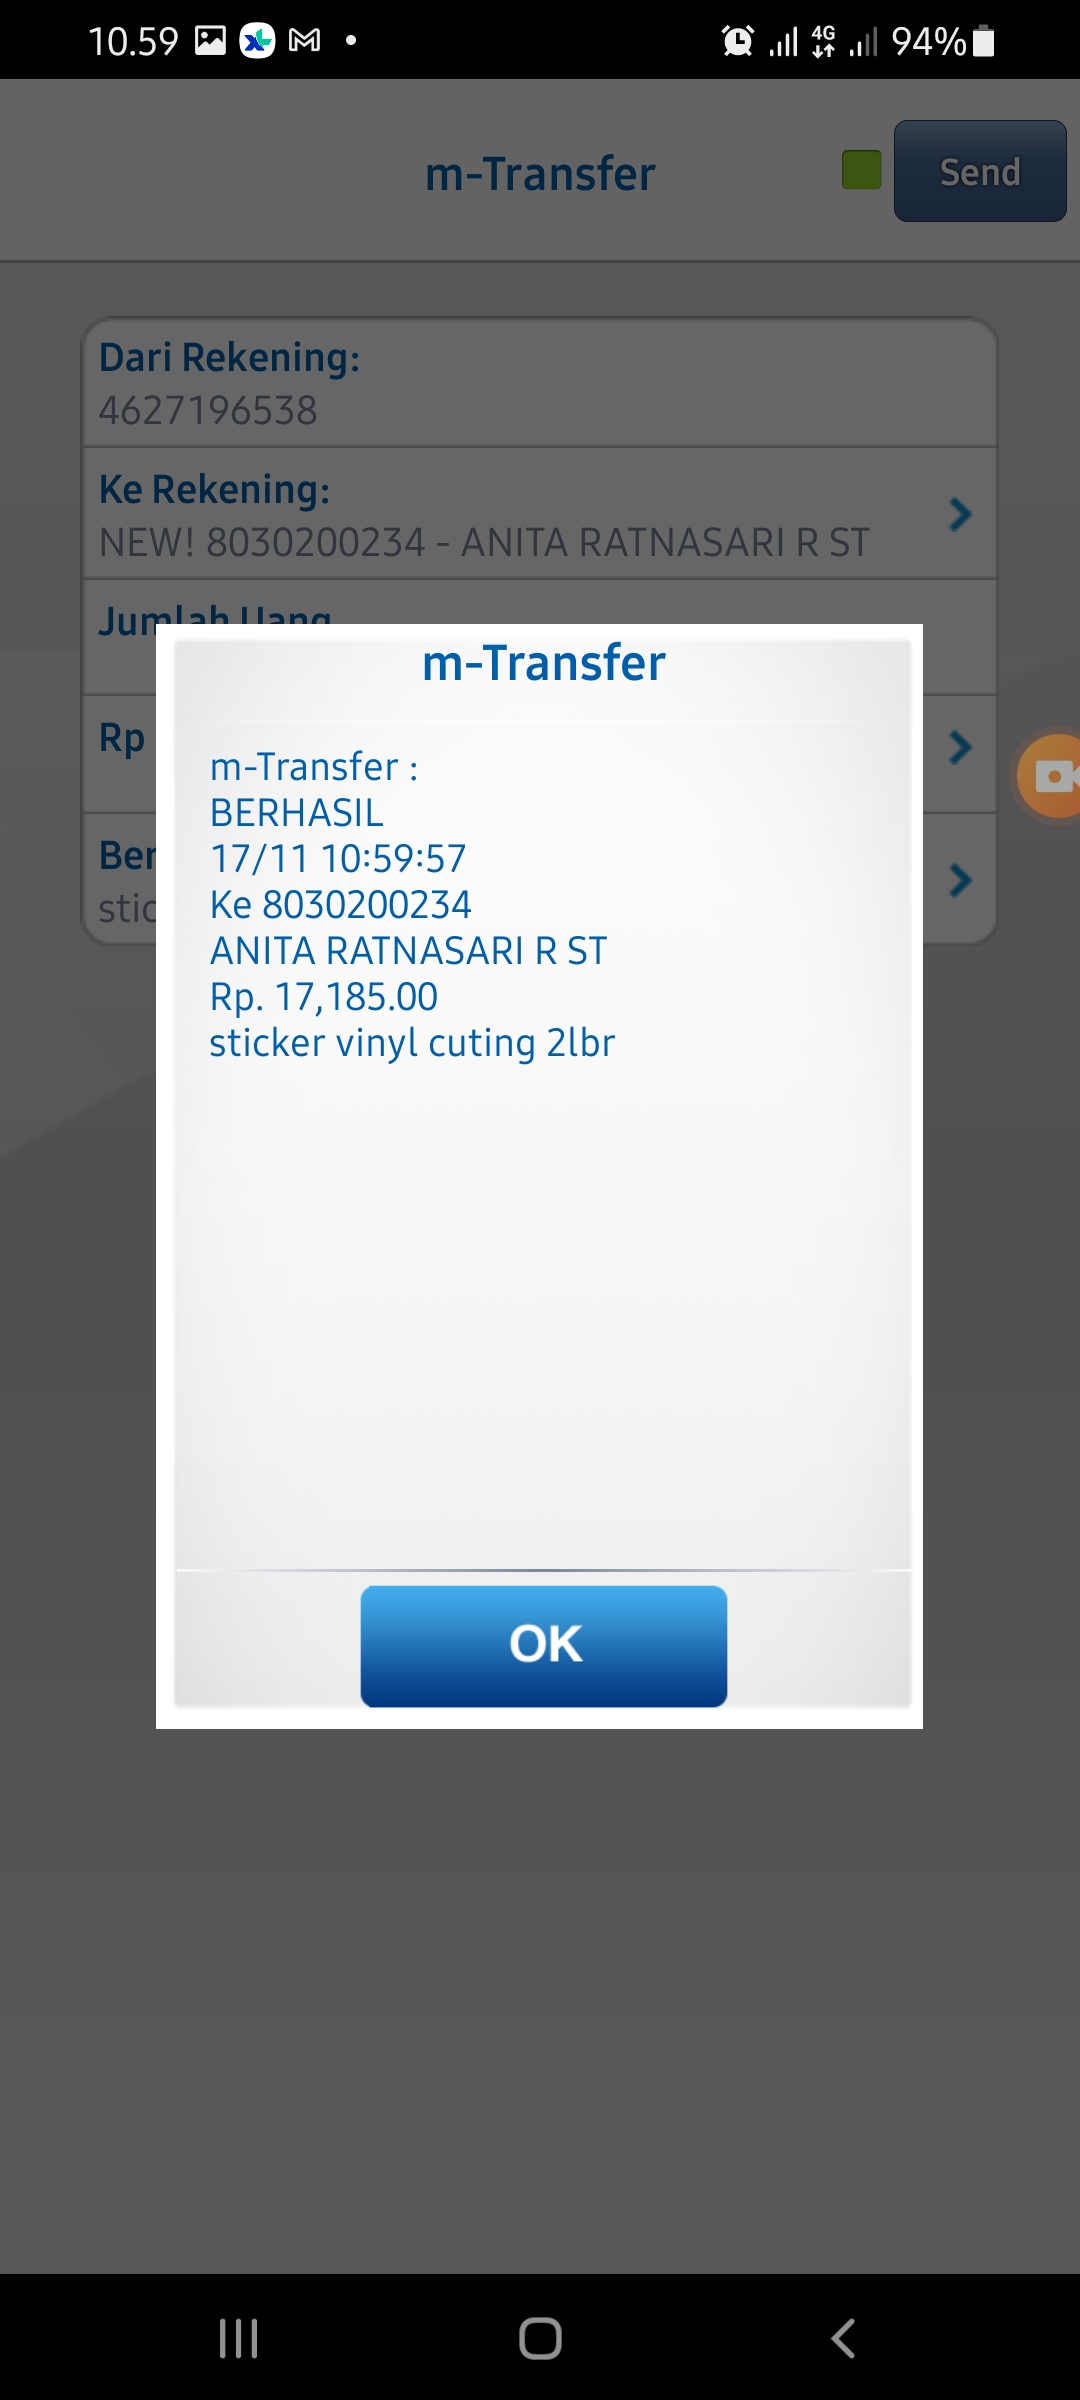 10.59
4G
94%
m-Transfer
Send
Dari Rekening:
4627196538
Ke Rekening:
NEW! 8030200234 - ANITA RATNASARI R ST
Jumlah Uang
Rp
m-Transfer
m-Transfer :
BERHASIL
17/11 10:59:57
Ke 8030200234
ANITA RATNASARI R ST
Rp. 17,185.00
sticker vinyl cuting 2lbr
OK